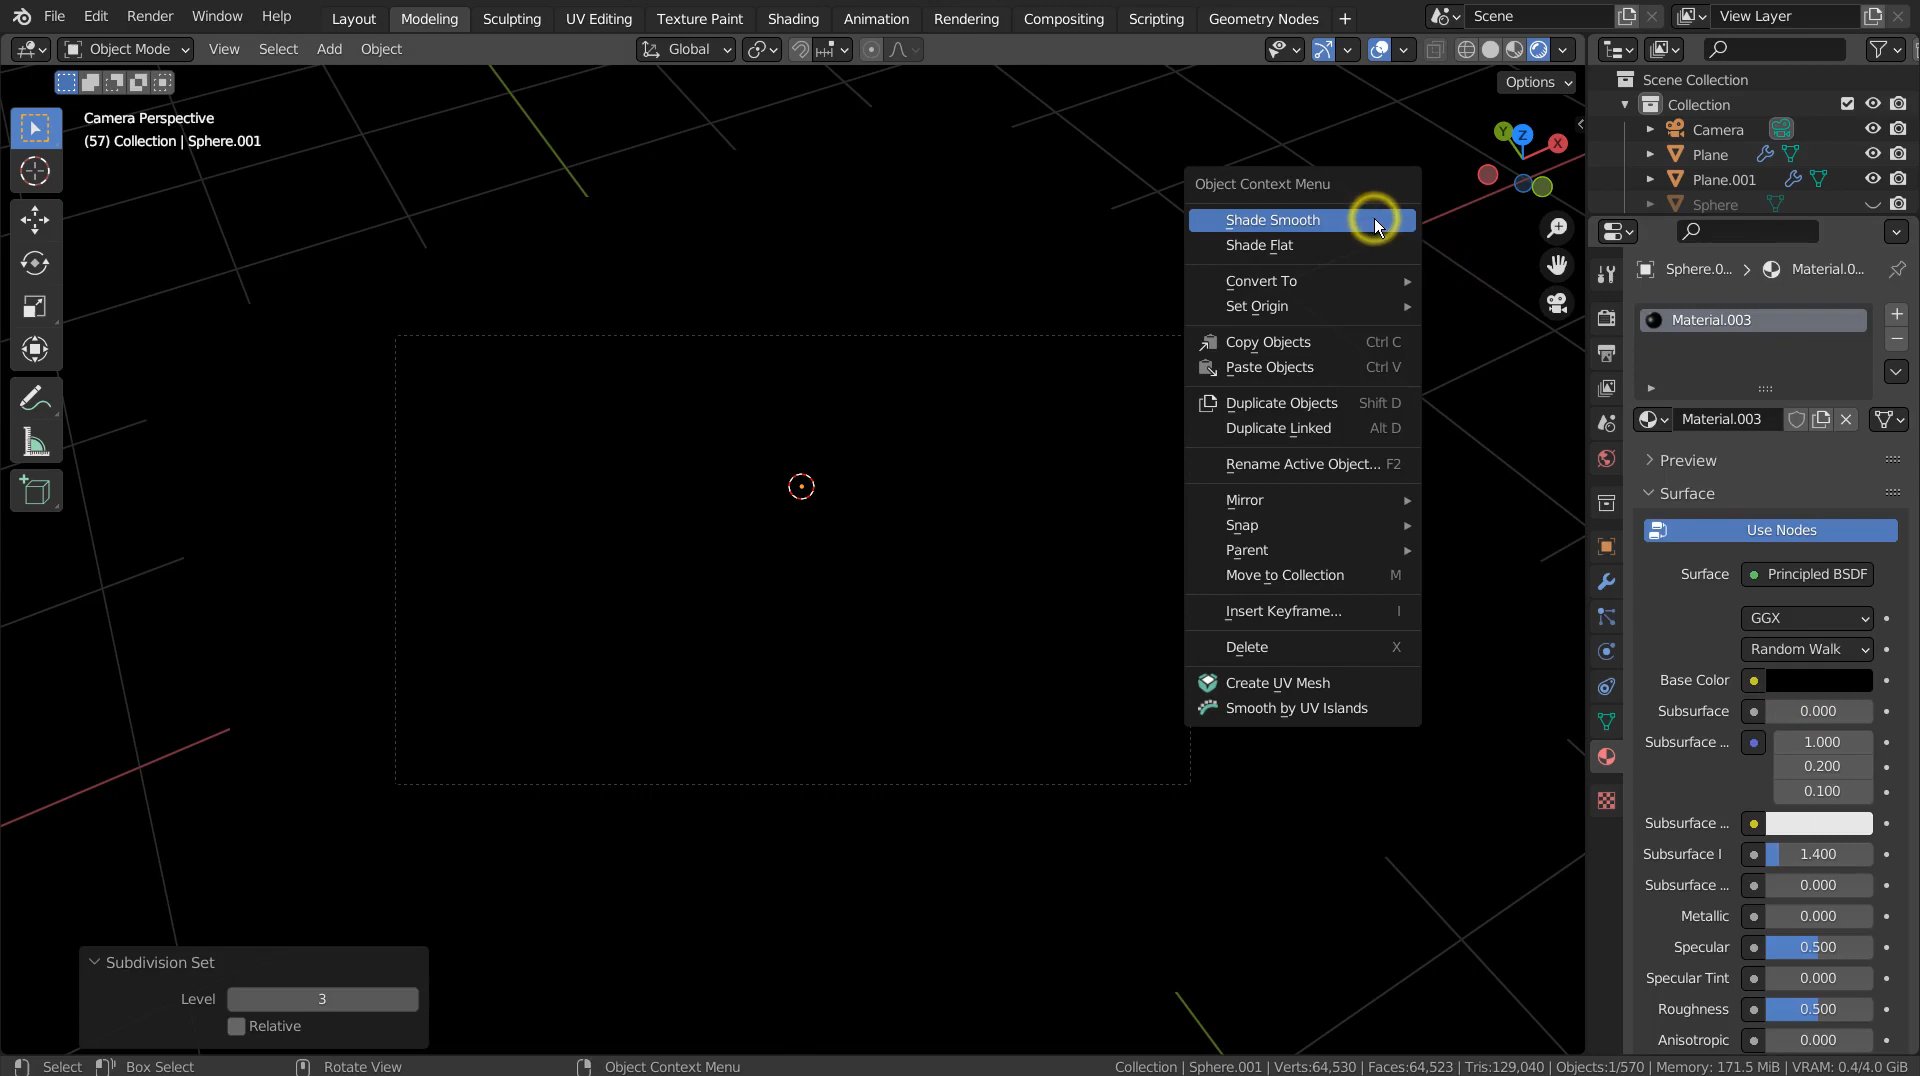 File Edit Render Window Help Layout Modeling Sculpting UV Editing Texture Paint Shading Animation Rendering Compositing Scripting Geometry Nodes + Scene View Layer
Object Mode View Select Add Object Global
Options
Camera Perspective
(57) Collection | Sphere.001
Y Z X
Object Context Menu
Shade Smooth
Shade Flat
Convert To
Set Origin
Copy Objects Ctrl C
Paste Objects Ctrl V
Duplicate Objects Shift D
Duplicate Linked Alt D
Rename Active Object... F2
Mirror
Snap
Parent
Move to Collection M
Insert Keyframe... I
Delete X
Create UV Mesh
Smooth by UV Islands
Scene Collection
Collection
Camera
Plane
Plane.001
Sphere
Sphere.0... Material.0...
Material.003
Material.003
Preview
Surface
Use Nodes
Surface Principled BSDF
GGX
Random Walk
Base Color
Subsurface 0.000
Subsurface ... 1.000
0.200
0.100
Subsurface ...
Subsurface I 1.400
Subsurface ... 0.000
Metallic 0.000
Specular 0.500
Specular Tint 0.000
Roughness 0.500
Anisotropic 0.000
Subdivision Set
Level 3
Relative
Select Box Select Rotate View Object Context Menu Collection | Sphere.001 | Verts:64,530 | Faces:64,523 | Tris:129,040 | Objects:1/570 | Memory: 171.5 MiB | VRAM: 0.4/4.0 GiB